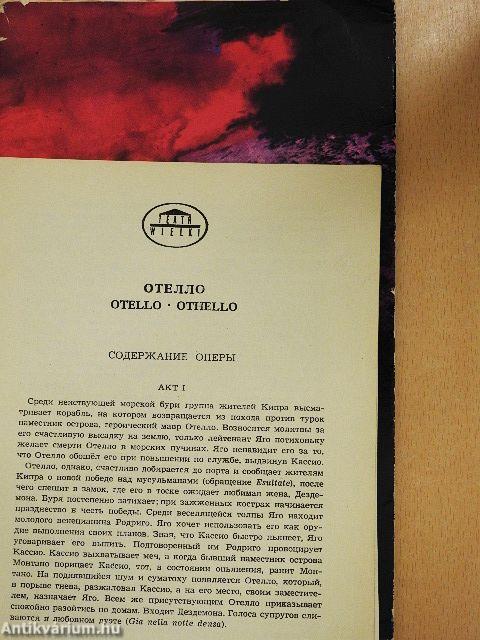 TEATR
WIELKI
ОТЕЛЛО
OTELLO · OTHELLO
СОДЕРЖАНИЕ ОПЕРЫ
АКТ I
Среди неиствующей морской бури группа жителей Кипра высма-
тривает корабль, на котором возвращается из похода против турок
наместник острова, героический мавр Отелло. Возносятся молитвы за
его счастливую высадку на землю, только лейтенант Яго потихоньку
желает смерти Отелло в морских пучинах. Яго ненавидит его за то,
что Отелло обошёл его при повышении по службе, выдвинув Кассио.
Отелло, однако, счастливо добирается до порта и сообщает жителям
Кипра о новой победе над мусульманами (обращение Esultate), после
чего спешит в замок, где его в тоске ожидает любимая жена, Дезде-
мона. Буря постепенно затихает; при зажженных кострах начинается
празднество в честь победы. Среди веселящейся толпы Яго находит
молодого венецианина Родриго. Яго хочет использовать его как ору-
дие выполнения своих планов. Зная, что Кассио быстро пьянеет, Яго
уговаривает его выпить. Подговоренный им Родриго провоцирует
Кассио. Кассио выхватывает меч, а когда бывший наместник острова
Монтано порицает Кассио, тот, в состоянии опьянения, ранит Мон-
тано. На поднявшийся шум и суматоху появляется Отелло, который,
в порыве гнева, разжаловал Кассио, а на его место, своим заместите-
лем, назначает Яго. Всем же присутствующим Отелло приказывает
спокойно разойтись по домам. Входит Дездемона. Голоса супругов сли-
ваются в любовном дуэте (Gia nella notte densa).
Antikvarium.hu